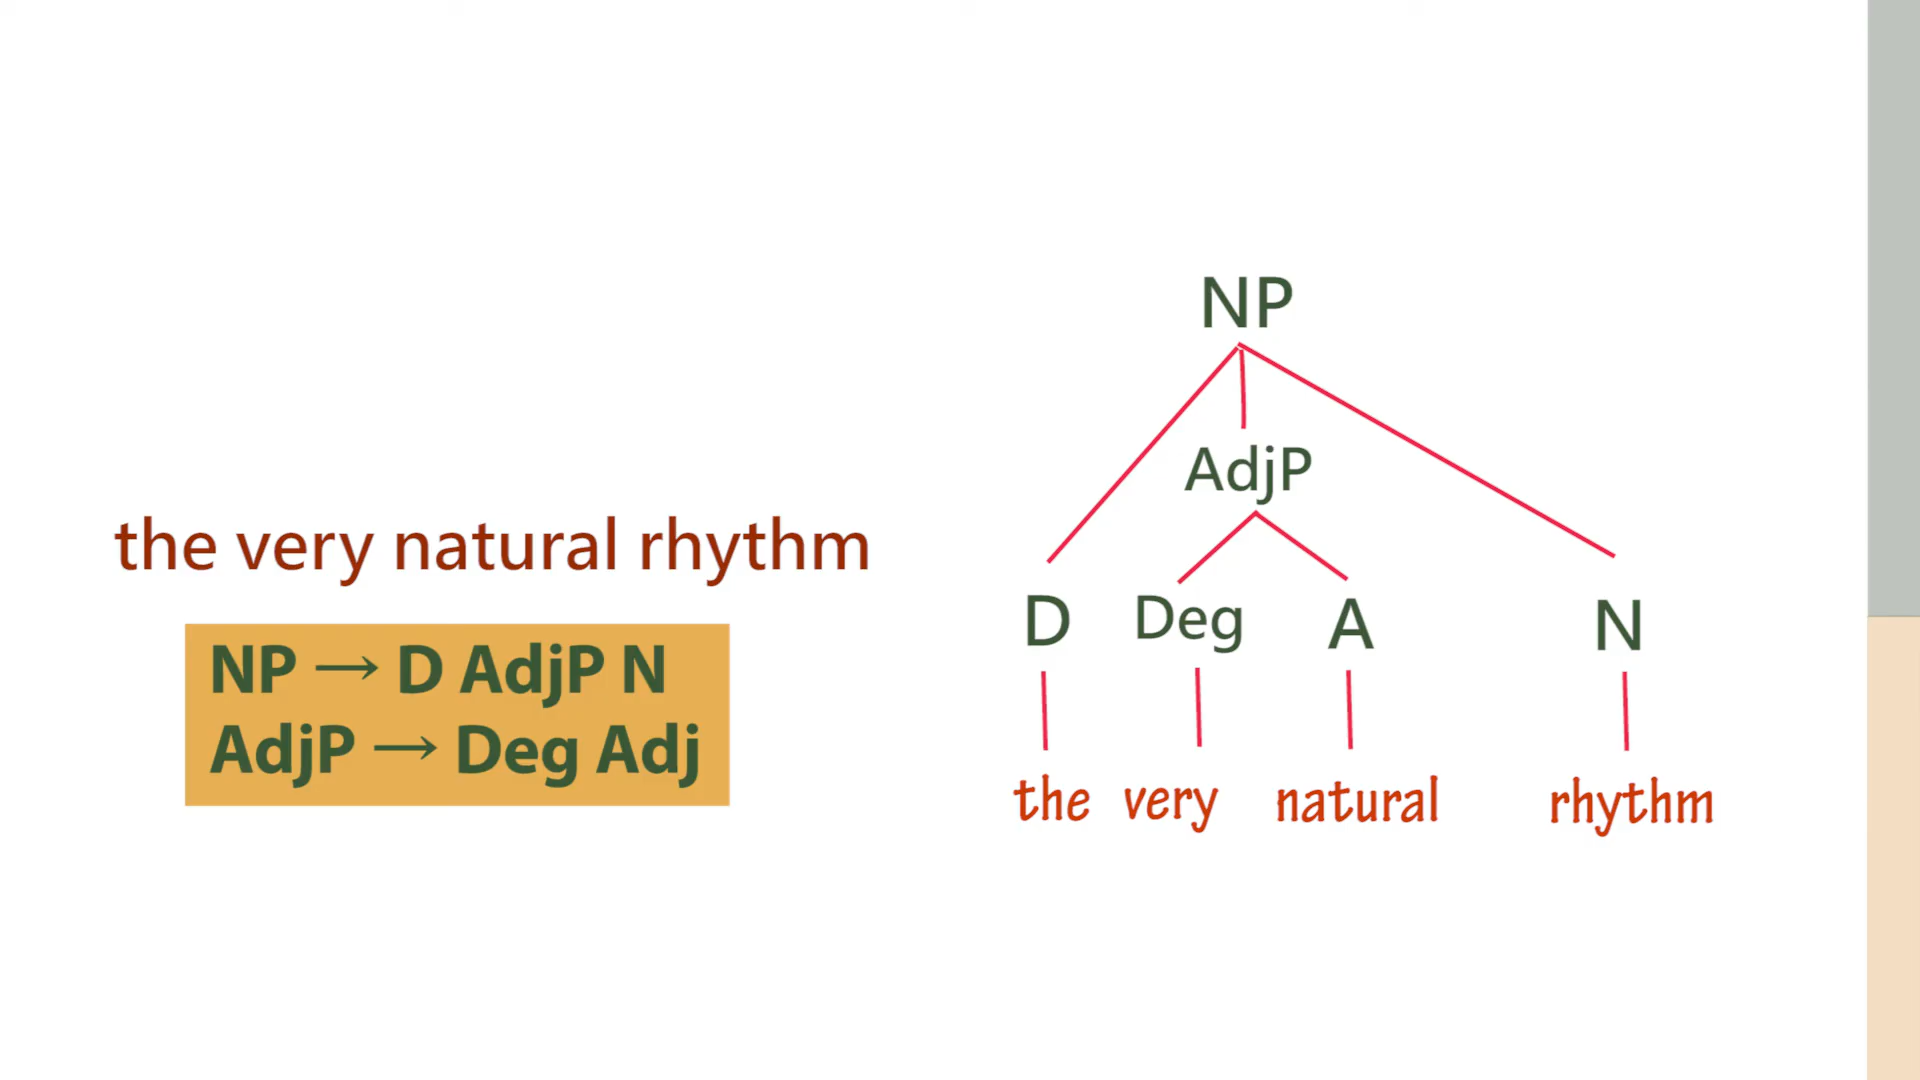 the very natural rhythm
NP → D AdjP N
AdjP → Deg Adj
NP
AdjP
D Deg A N
the very natural rhythm